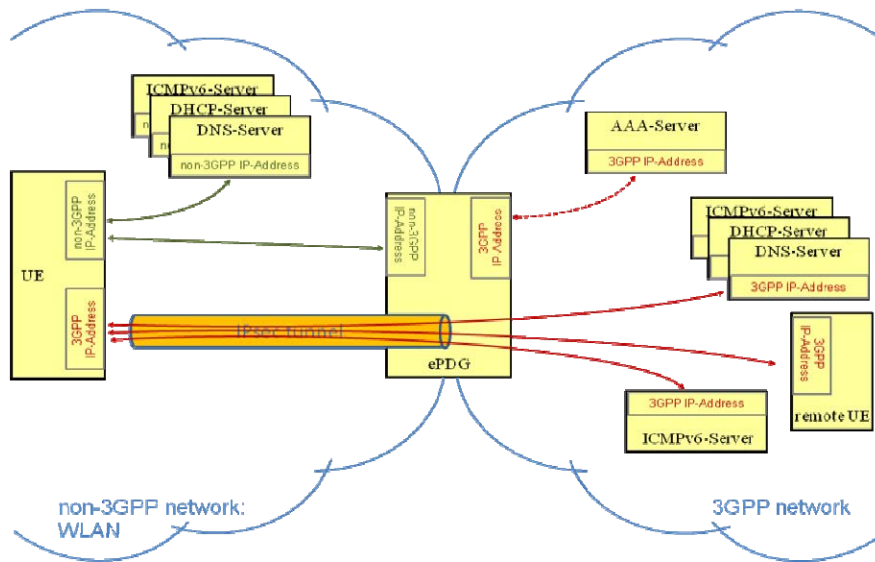 ICMPv6-Server
DHCP-Server
DNS-Server
non-3GPP IP-Address
AAA-Server
3GPP IP-Address
UE
non-3GPP
IP-Address
3GPP
IP-Address
non-3GPP
IP-Address
3GPP
IP-Address
IPsec tunnel
ePDG
ICMPv6-Server
DHCP-Server
DNS-Server
3GPP IP-Address
3GPP
IP-Address
remote UE
3GPP IP-Address
ICMPv6-Server
non-3GPP network:
WLAN
3GPP network